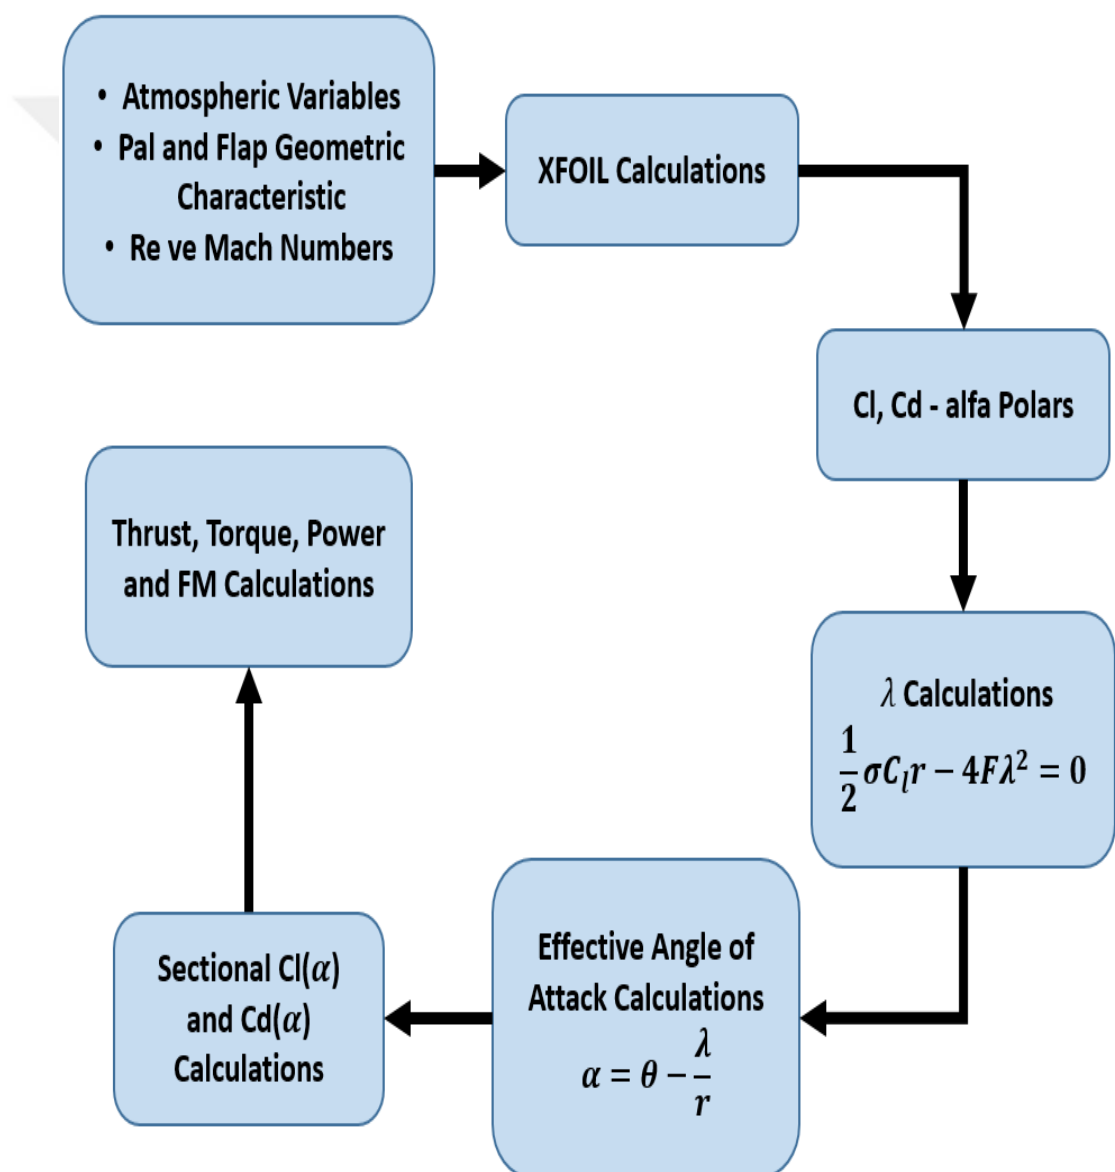 • Atmospheric Variables
• Pal and Flap Geometric
Characteristic
• Re ve Mach Numbers
XFOIL Calculations
Cl, Cd - alfa Polars
λ Calculations
1/2 σC_l r − 4Fλ² = 0
Effective Angle of
Attack Calculations
α = θ − λ/r
Sectional Cl(α)
and Cd(α)
Calculations
Thrust, Torque, Power
and FM Calculations